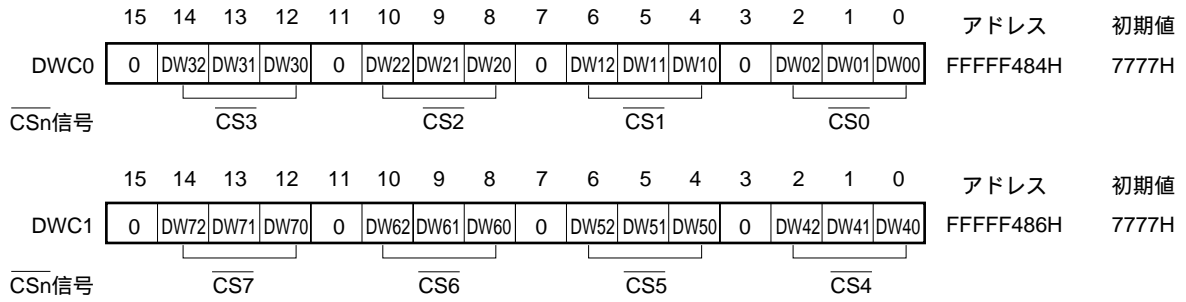 15 14 13 12 11 10 9 8 7 6 5 4 3 2 1 0 アドレス 初期値
DWC0 0 DW32 DW31 DW30 0 DW22 DW21 DW20 0 DW12 DW11 DW10 0 DW02 DW01 DW00 FFFFF484H 7777H
CSn信号 CS3 CS2 CS1 CS0
15 14 13 12 11 10 9 8 7 6 5 4 3 2 1 0 アドレス 初期値
DWC1 0 DW72 DW71 DW70 0 DW62 DW61 DW60 0 DW52 DW51 DW50 0 DW42 DW41 DW40 FFFFF486H 7777H
CSn信号 CS7 CS6 CS5 CS4